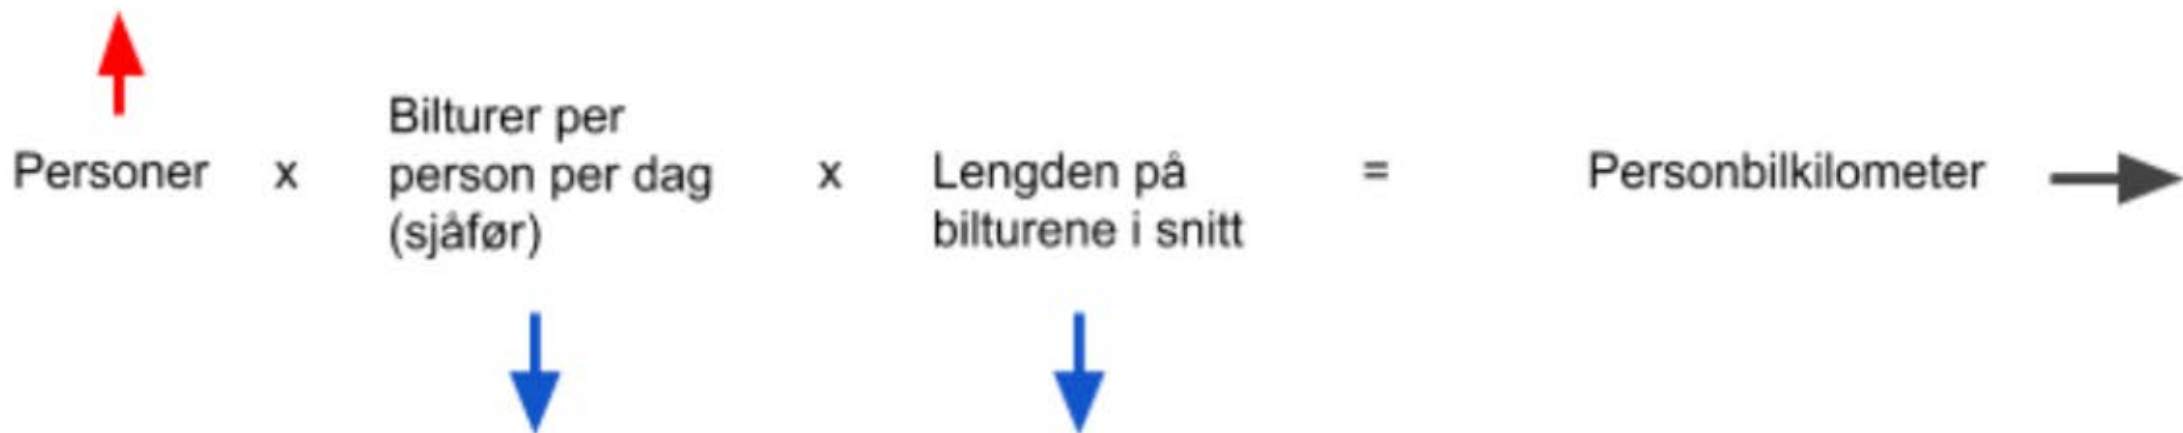 Personer x
Bilturer per
person per dag
(sjåfør)
x
Lengden på
bilturene i snitt
=
Personbilkilometer